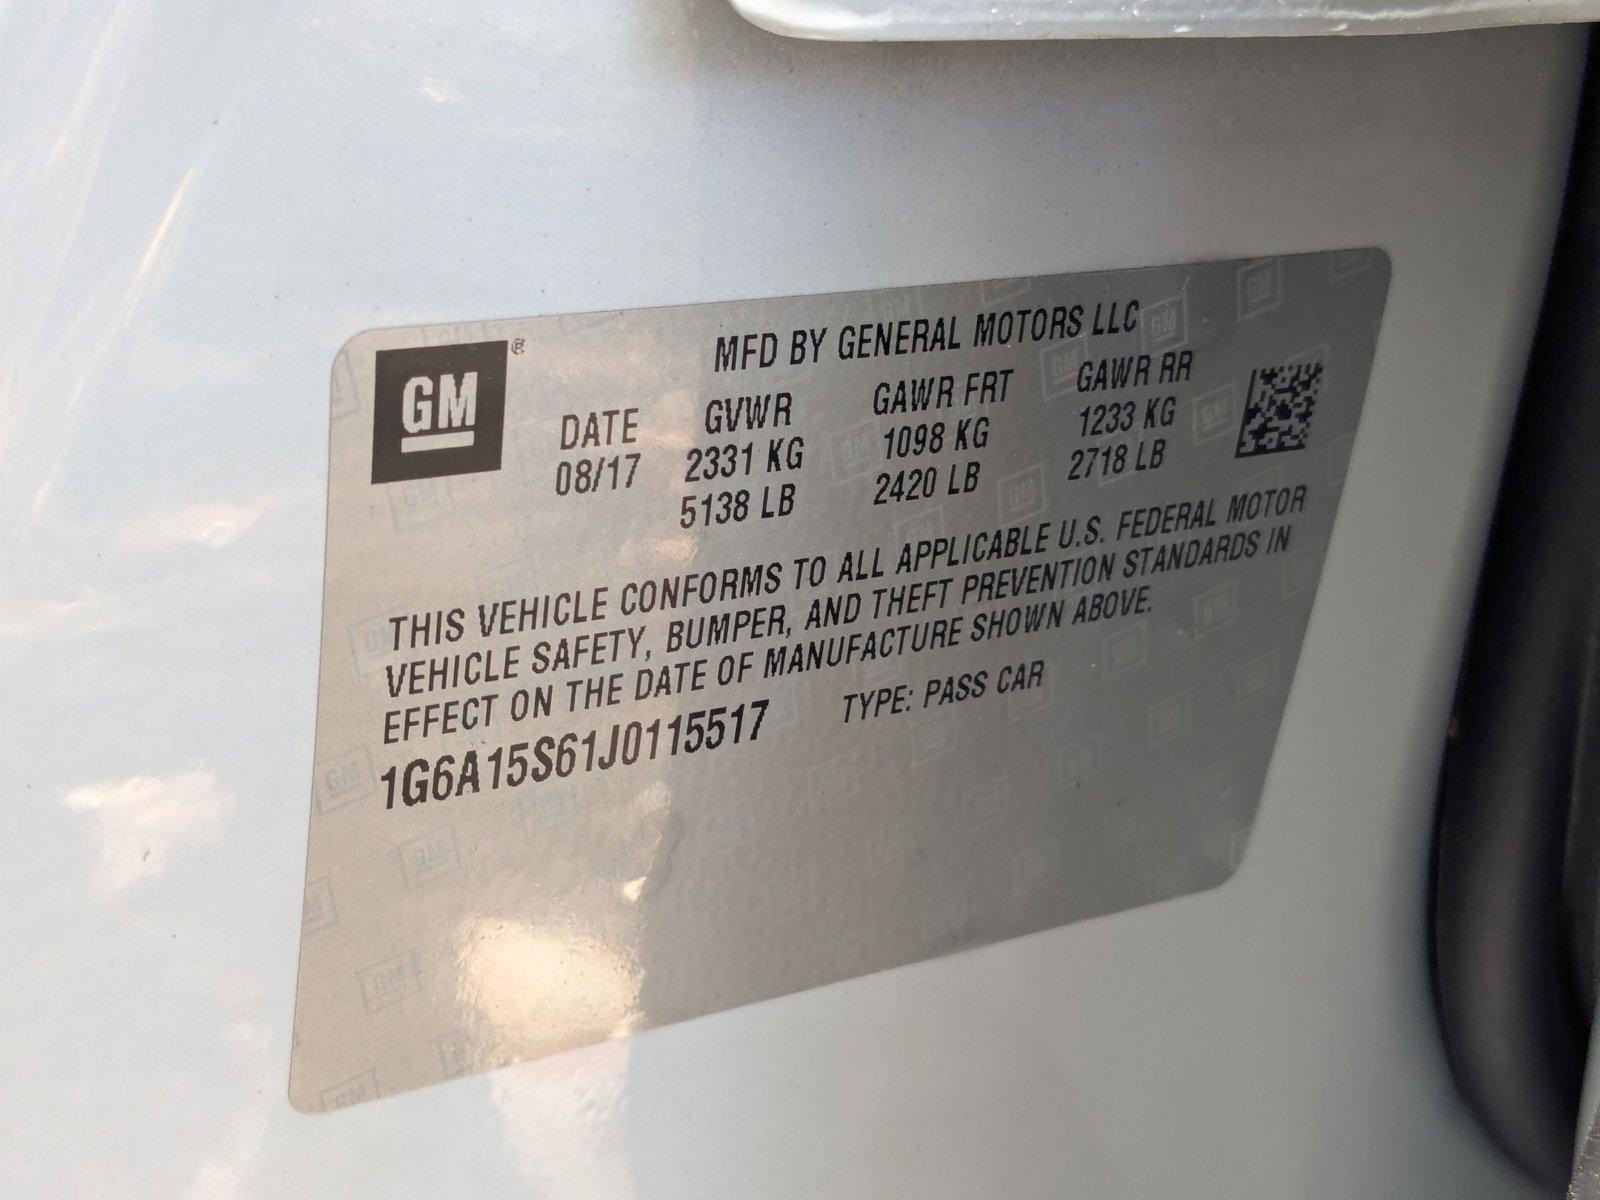 GM®
MFD BY GENERAL MOTORS LLC
DATE GVWR GAWR FRT GAWR RR
08/17 2331 KG 1098 KG 1233 KG
5138 LB 2420 LB 2718 LB
THIS VEHICLE CONFORMS TO ALL APPLICABLE U.S. FEDERAL MOTOR
VEHICLE SAFETY, BUMPER, AND THEFT PREVENTION STANDARDS IN
EFFECT ON THE DATE OF MANUFACTURE SHOWN ABOVE.
1G6A15S61J0115517 TYPE: PASS CAR